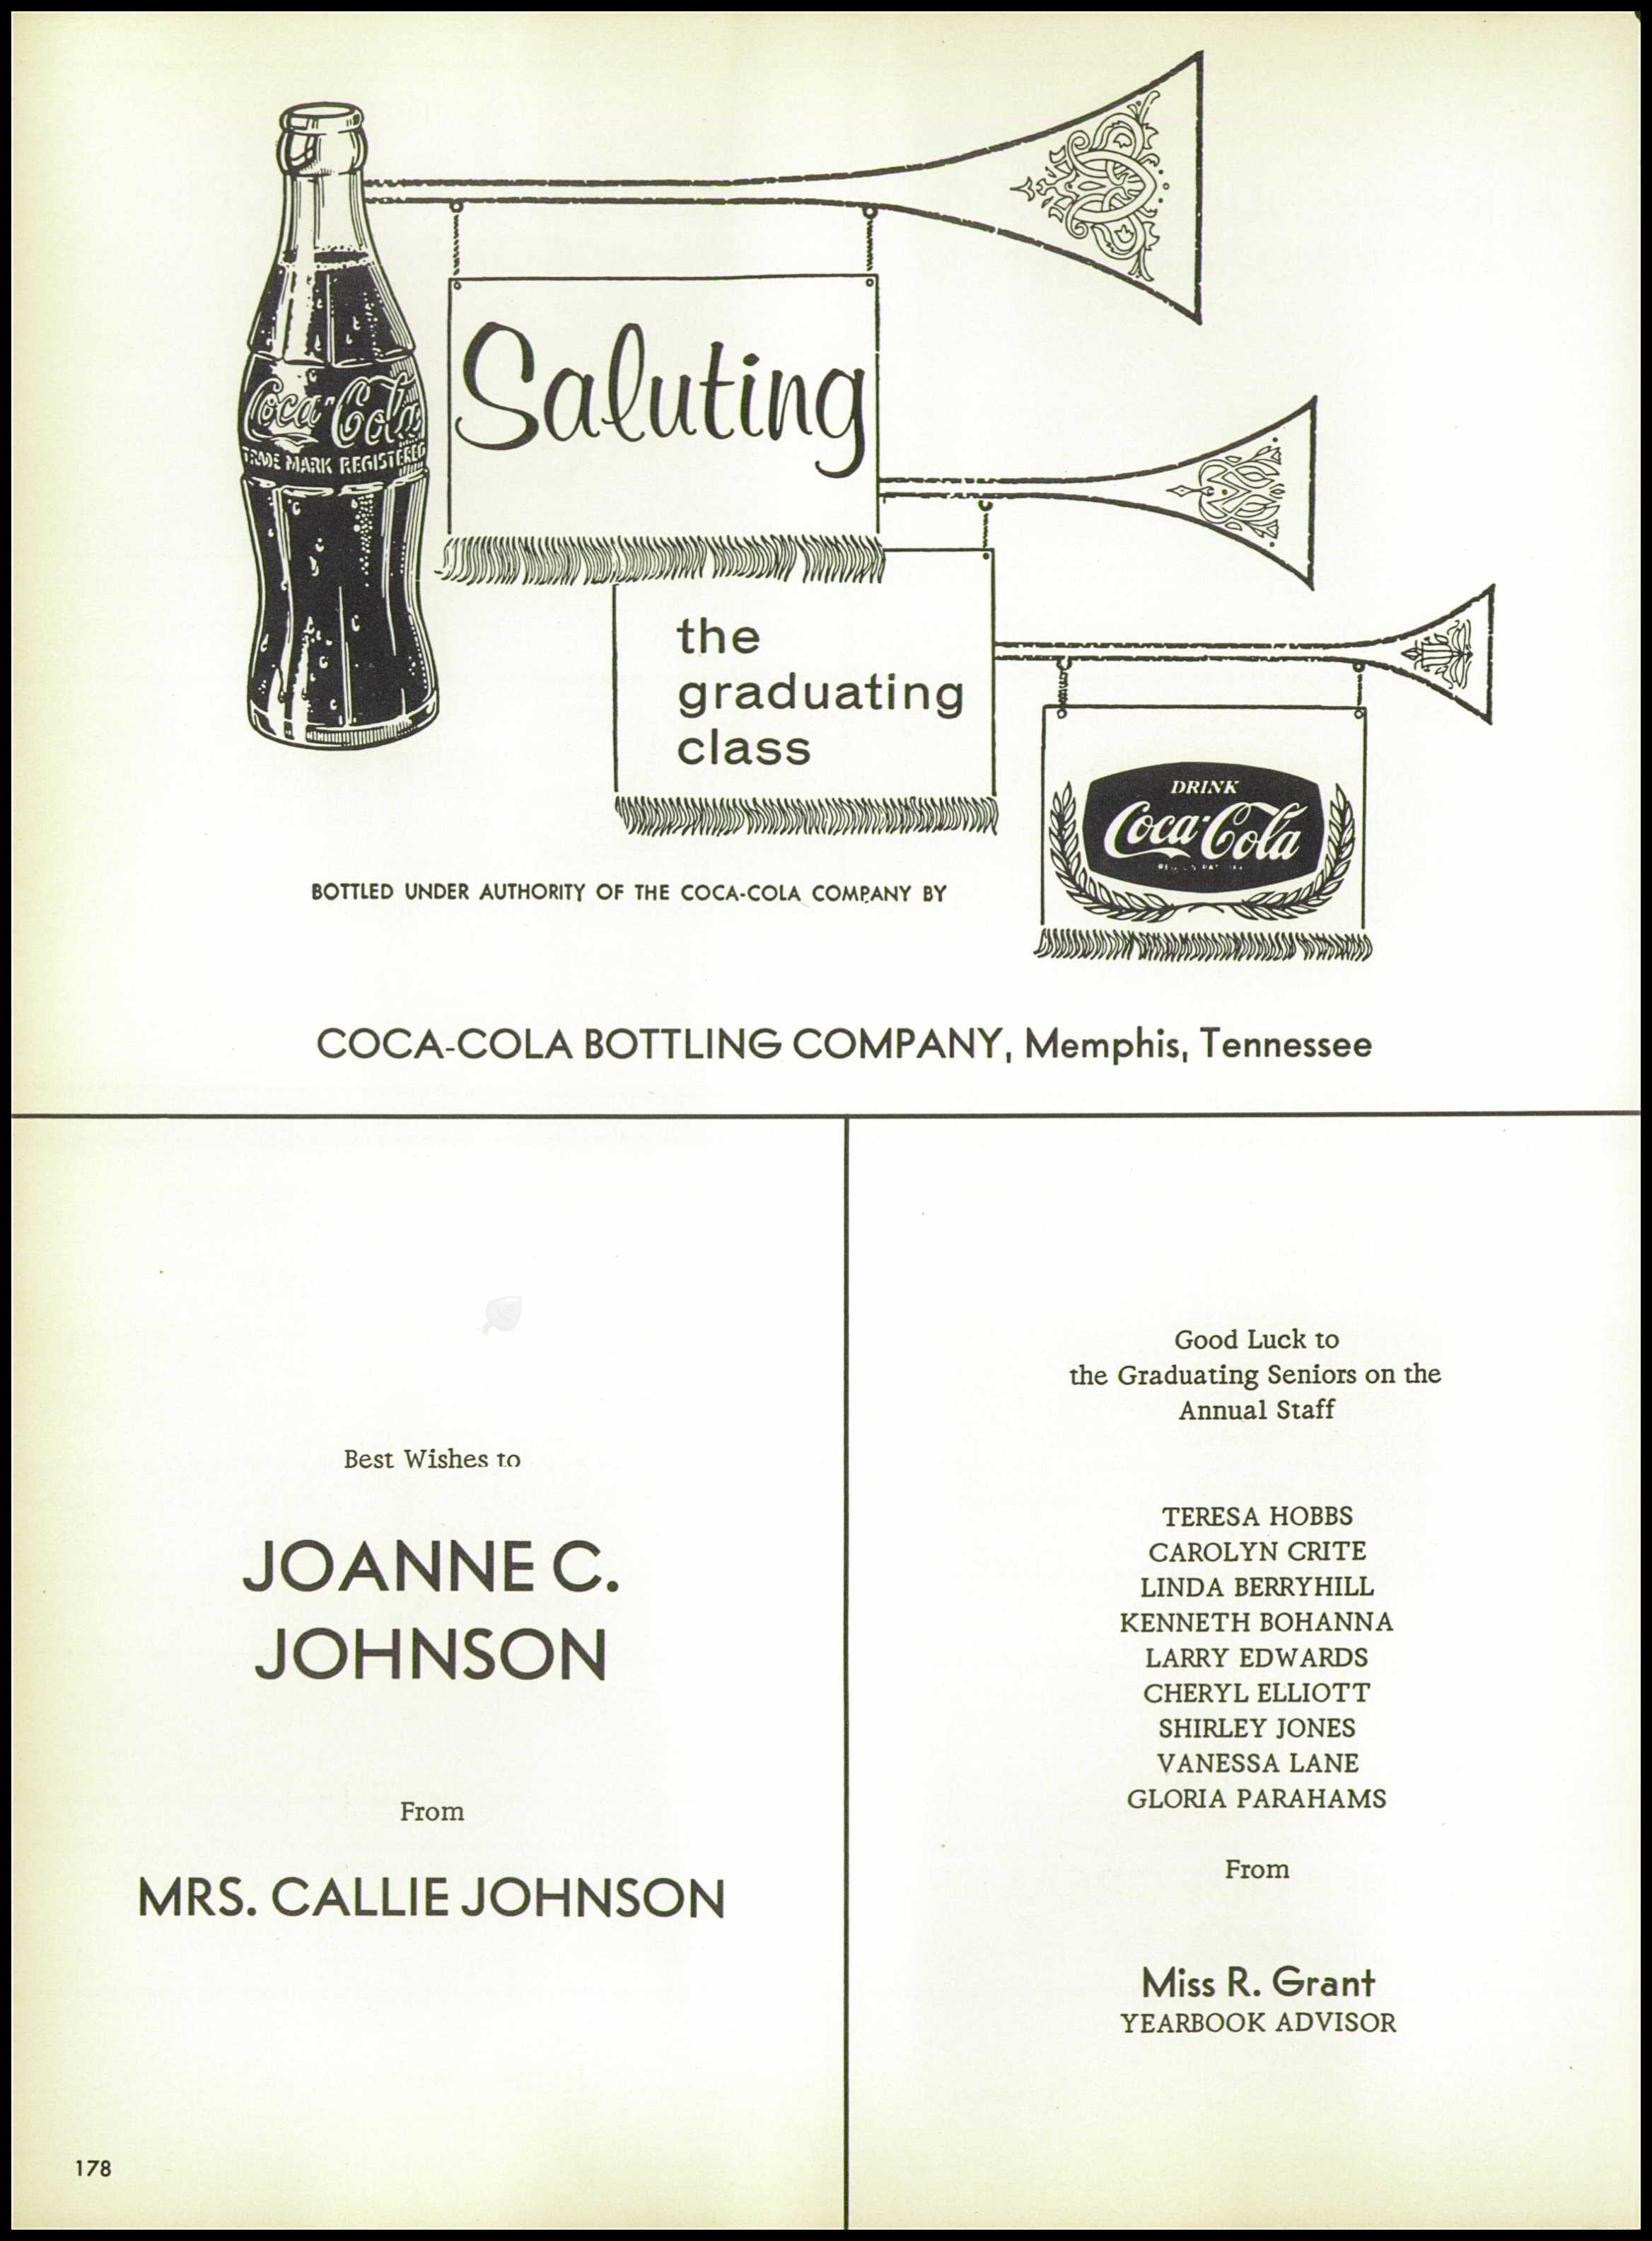 Coca-Cola
TRADE MARK REGISTERED
Saluting
the
graduating
class
DRINK
Coca-Cola
BOTTLED UNDER AUTHORITY OF THE COCA-COLA COMPANY BY
COCA-COLA BOTTLING COMPANY, Memphis, Tennessee
Best Wishes to
JOANNE C.
JOHNSON
From
MRS. CALLIE JOHNSON
Good Luck to
the Graduating Seniors on the
Annual Staff
TERESA HOBBS
CAROLYN CRITE
LINDA BERRYHILL
KENNETH BOHANNA
LARRY EDWARDS
CHERYL ELLIOTT
SHIRLEY JONES
VANESSA LANE
GLORIA PARAHAMS
From
Miss R. Grant
YEARBOOK ADVISOR
178